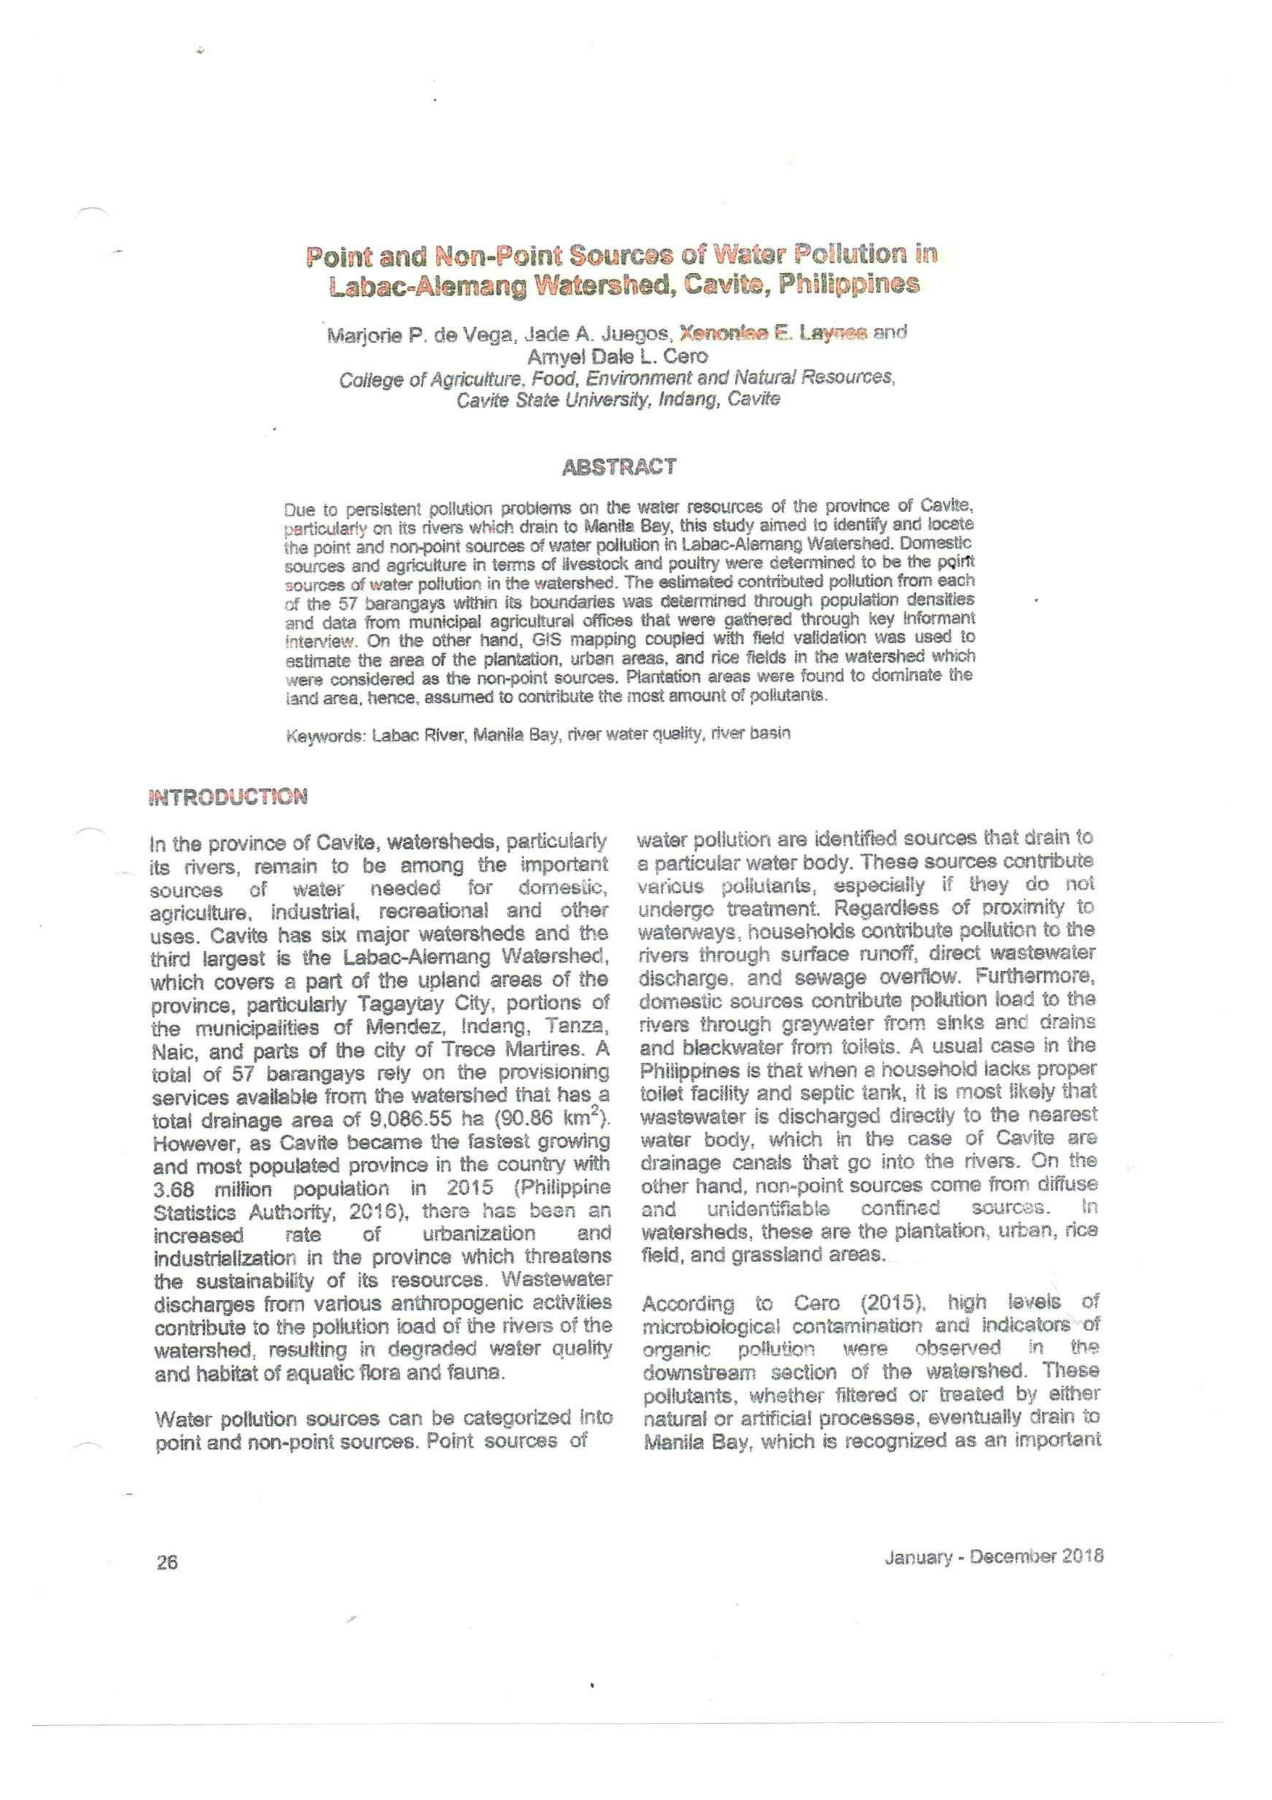 Point and Non-Point Sources of Water Pollution in
Labac-Alemang Watershed, Cavite, Philippines
Marjorie P. de Vega, Jade A. Juegos, Xenonlee E. Laynes and
Amyel Dale L. Cero
College of Agriculture, Food, Environment and Natural Resources,
Cavite State University, Indang, Cavite
ABSTRACT
Due to persistent pollution problems on the water resources of the province of Cavite,
particularly on its rivers which drain to Manila Bay, this study aimed to identify and locate
the point and non-point sources of water pollution in Labac-Alemang Watershed. Domestic
sources and agriculture in terms of livestock and poultry were determined to be the point
sources of water pollution in the watershed. The estimated contributed pollution from each
of the 57 barangays within its boundaries was determined through population densities
and data from municipal agricultural offices that were gathered through key informant
interview. On the other hand, GIS mapping coupled with field validation was used to
estimate the area of the plantation, urban areas, and rice fields in the watershed which
were considered as the non-point sources. Plantation areas were found to dominate the
land area, hence, assumed to contribute the most amount of pollutants.
Keywords: Labac River, Manila Bay, river water quality, river basin
INTRODUCTION
In the province of Cavite, watersheds, particularly
its rivers, remain to be among the important
sources of water needed for domestic,
agriculture, industrial, recreational and other
uses. Cavite has six major watersheds and the
third largest is the Labac-Alemang Watershed,
which covers a part of the upland areas of the
province, particularly Tagaytay City, portions of
the municipalities of Mendez, Indang, Tanza,
Naic, and parts of the city of Trece Martires. A
total of 57 barangays rely on the provisioning
services available from the watershed that has a
total drainage area of 9,086.55 ha (90.86 km²).
However, as Cavite became the fastest growing
and most populated province in the country with
3.68 million population in 2015 (Philippine
Statistics Authority, 2016), there has been an
increased rate of urbanization and
industrialization in the province which threatens
the sustainability of its resources. Wastewater
discharges from various anthropogenic activities
contribute to the pollution load of the rivers of the
watershed, resulting in degraded water quality
and habitat of aquatic flora and fauna.
Water pollution sources can be categorized into
point and non-point sources. Point sources of
water pollution are identified sources that drain to
a particular water body. These sources contribute
various pollutants, especially if they do not
undergo treatment. Regardless of proximity to
waterways, households contribute pollution to the
rivers through surface runoff, direct wastewater
discharge, and sewage overflow. Furthermore,
domestic sources contribute pollution load to the
rivers through graywater from sinks and drains
and blackwater from toilets. A usual case in the
Philippines is that when a household lacks proper
toilet facility and septic tank, it is most likely that
wastewater is discharged directly to the nearest
water body, which in the case of Cavite are
drainage canals that go into the rivers. On the
other hand, non-point sources come from diffuse
and unidentifiable confined sources. In
watersheds, these are the plantation, urban, rice
field, and grassland areas.
According to Cero (2015), high levels of
microbiological contamination and indicators of
organic pollution were observed in the
downstream section of the watershed. These
pollutants, whether filtered or treated by either
natural or artificial processes, eventually drain to
Manila Bay, which is recognized as an important
26
January - December 2018